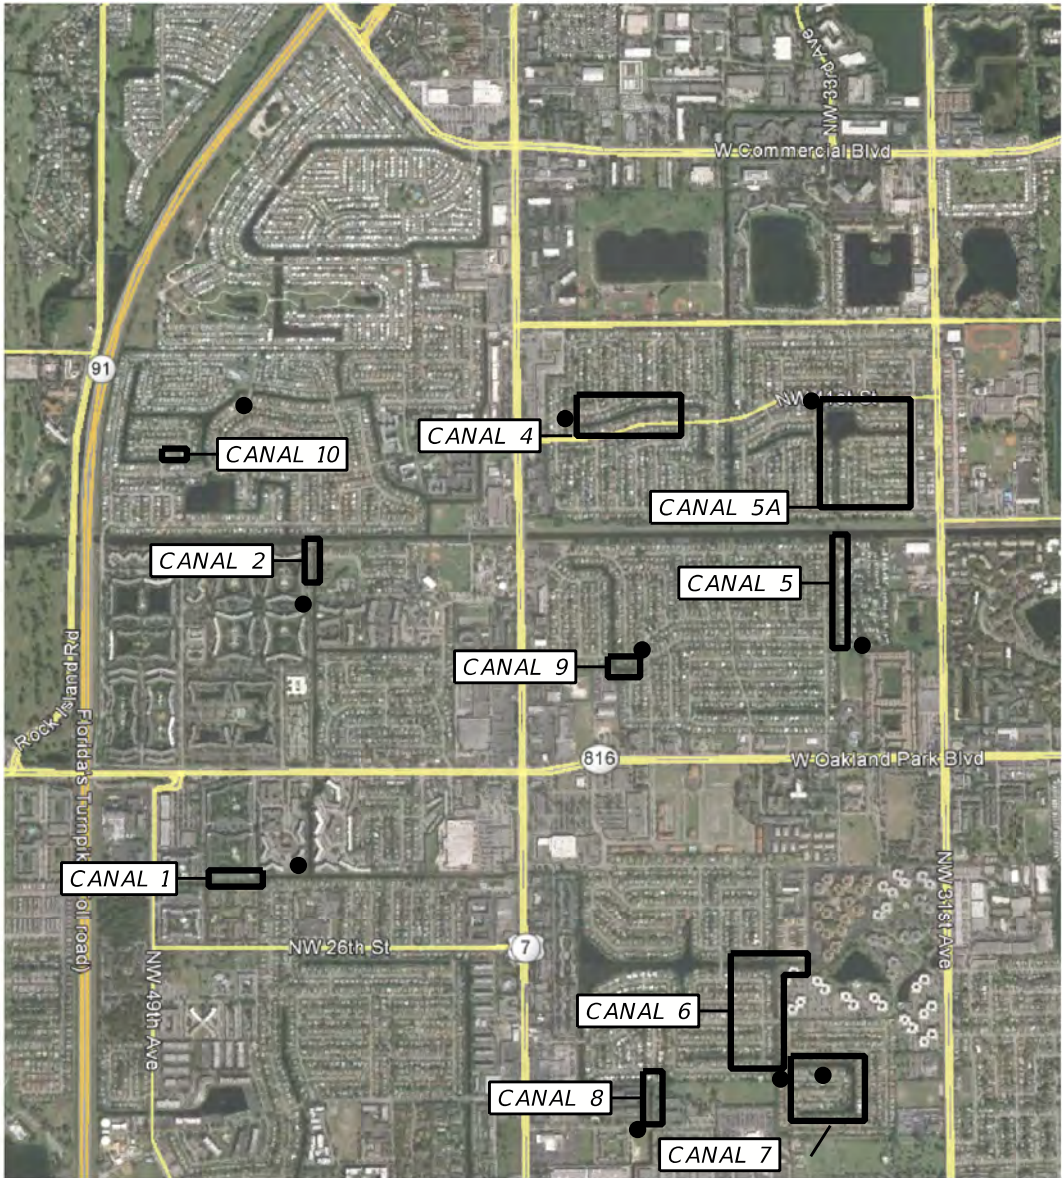 NW 33rd Ave
W Commercial Blvd
91
NW 41st St
CANAL 4
CANAL 10
CANAL 5A
CANAL 2
CANAL 5
CANAL 9
Rock Island Rd
Florida's Turnpike (toll road)
816
W Oakland Park Blvd
CANAL 1
NW 31st Ave
NW 26th St
7
NW 49th Ave
CANAL 6
CANAL 8
CANAL 7